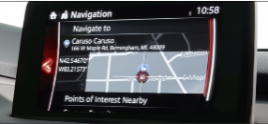 Navigation 10:58
Navigate to
Caruso Caruso
166 W Maple Rd, Birmingham, MI, 48009
N42.54670°
W83.21573°
Points of Interest Nearby